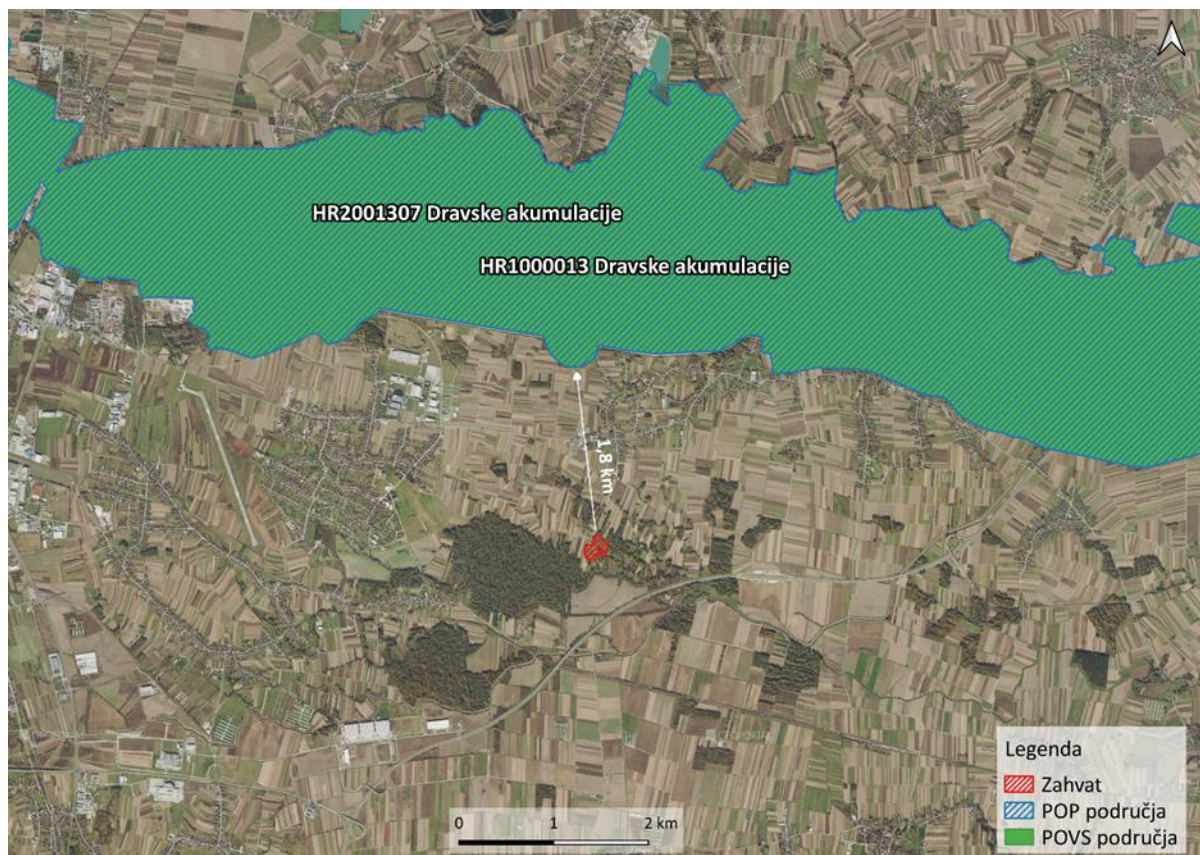 HR2001307 Dravske akumulacije
HR1000013 Dravske akumulacije
1,8 km
Legenda
Zahvat
POP područja
POVS područja
0 1 2 km